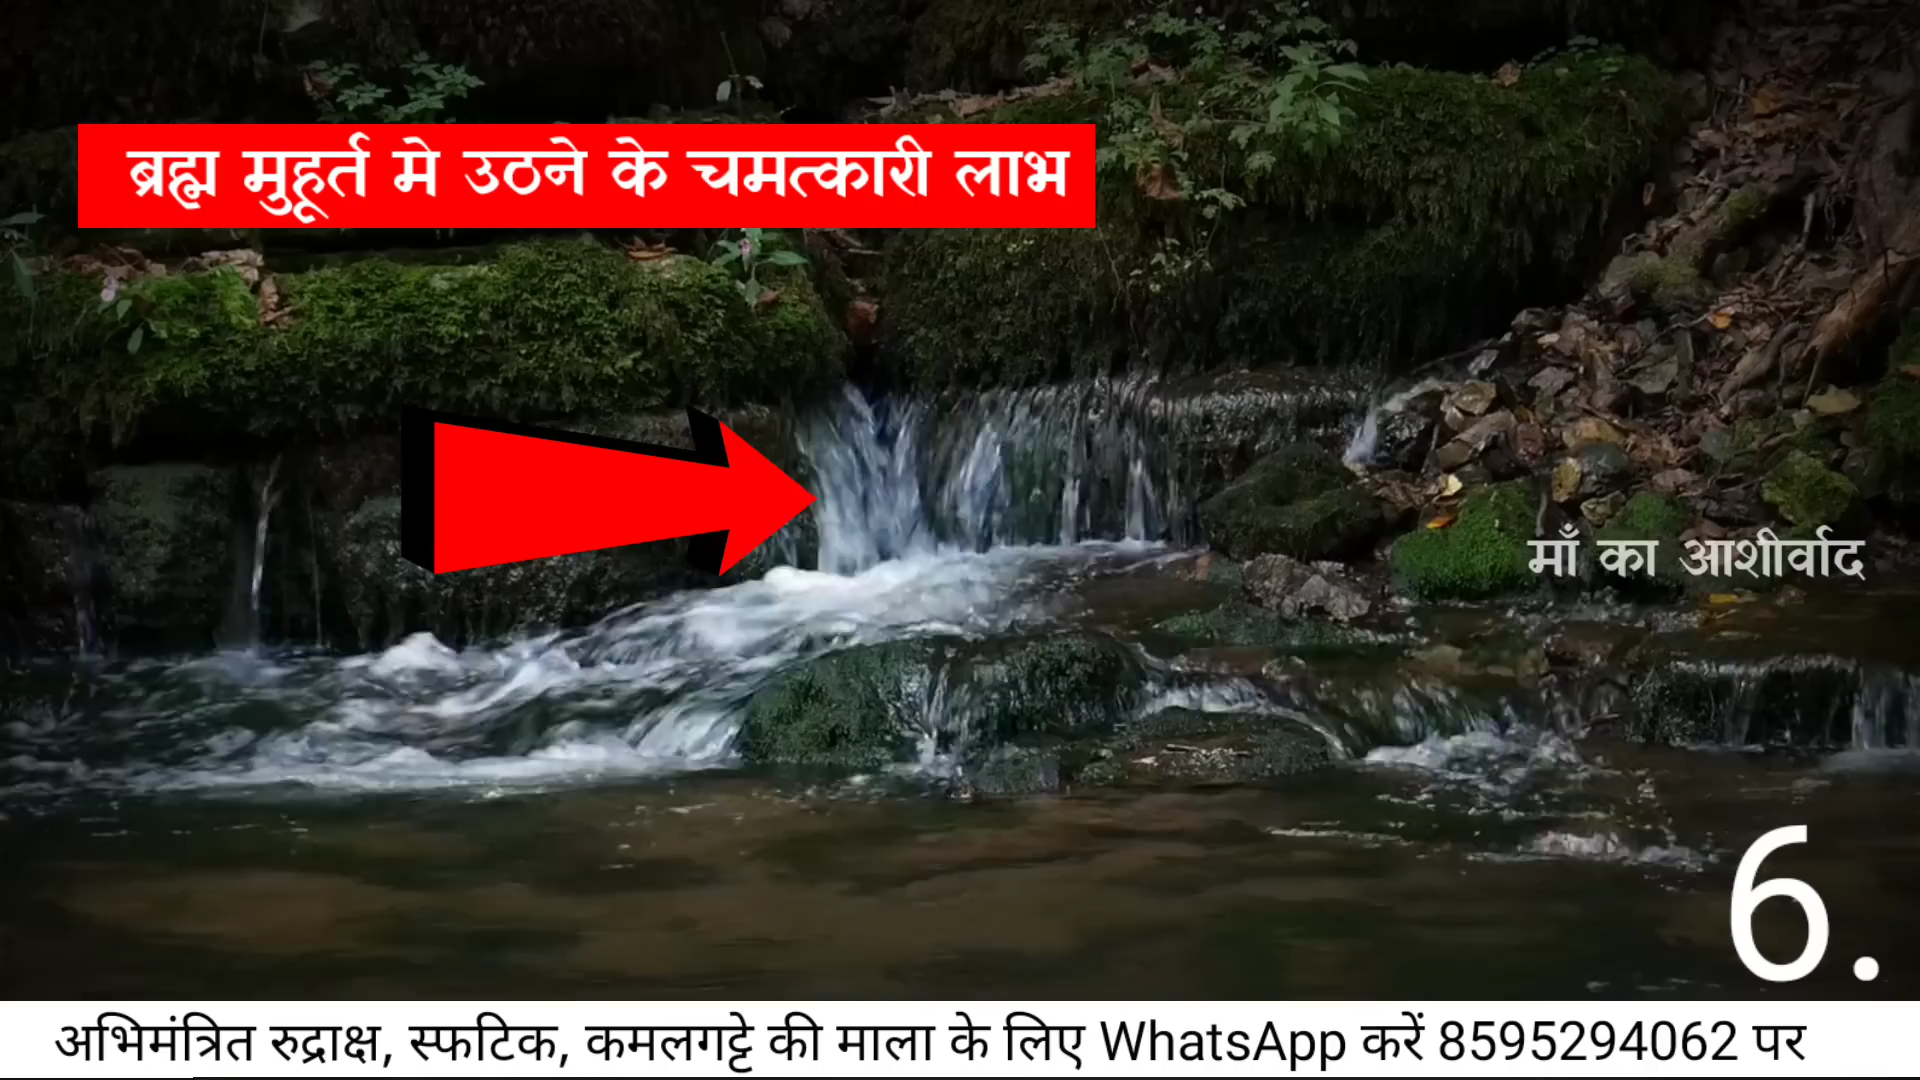 ब्रह्म मुहूर्त मे उठने के चमत्कारी लाभ
माँ का आशीर्वाद
6.
अभिमंत्रित रुद्राक्ष, स्फटिक, कमलगट्टे की माला के लिए WhatsApp करें 8595294062 पर